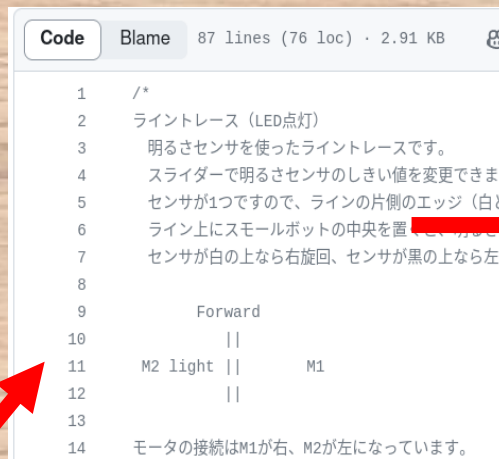 Code Blame 87 lines (76 loc) · 2.91 KB
1 /*
2 ライントレース（LED点灯）
3 明るさセンサを使ったライントレースです。
4 スライダーで明るさセンサのしきい値を変更できま
5 センサが1つですので、ラインの片側のエッジ（白と
6 ライン上にスモールボットの中央を置
7 センサが白の上なら右旋回、センサが黒の上なら左
8
9 Forward
10 ||
11 M2 light || M1
12 ||
13
14 モータの接続はM1が右、M2が左になっています。